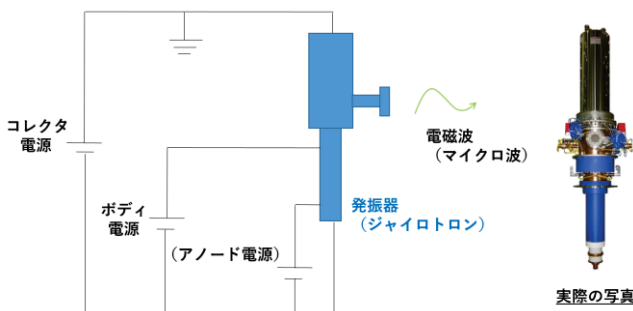 コレクタ
電源
ボディ
電源
（アノード電源）
発振器
（ジャイロトロン）
電磁波
（マイクロ波）
実際の写真